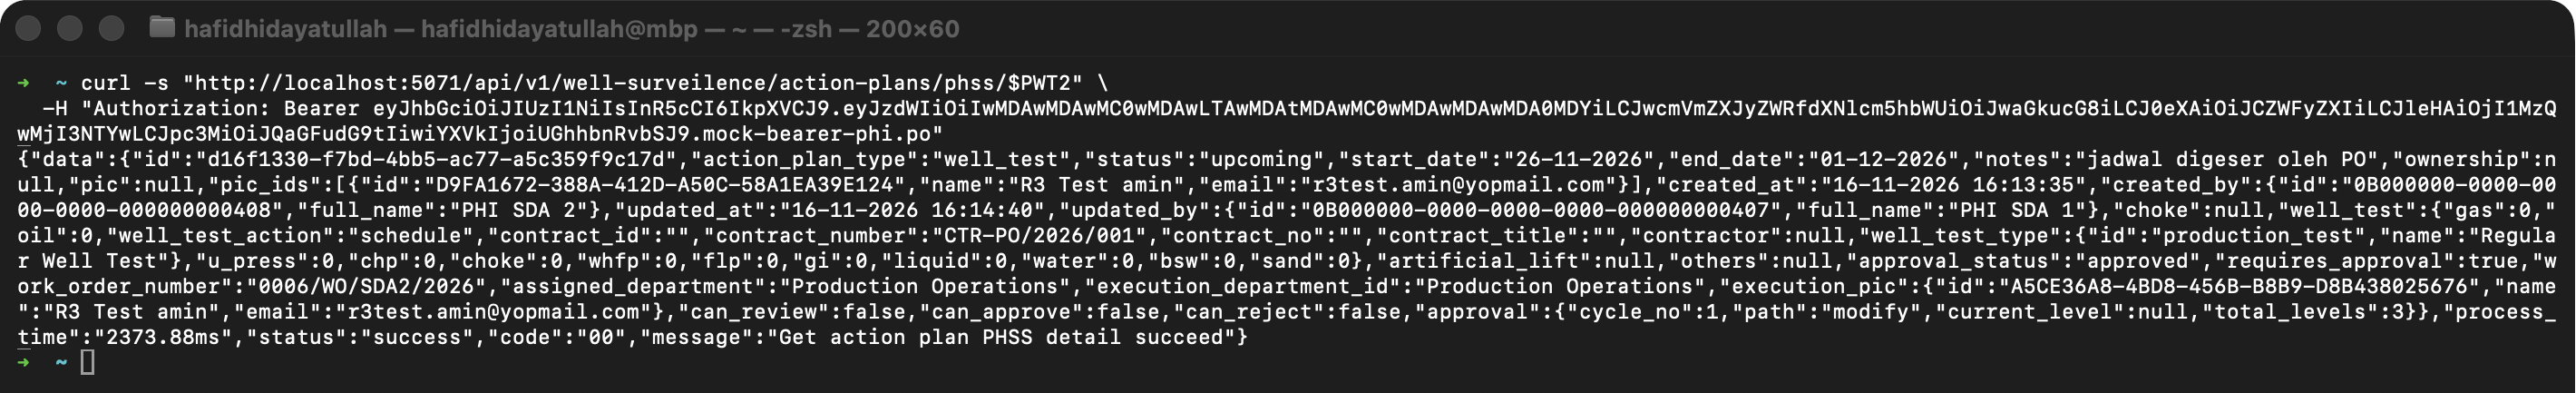 hafidhidayatullah — hafidhidayatullah@mbp — ~ — -zsh — 200×60
➜  ~ curl -s "http://localhost:5071/api/v1/well-surveilence/action-plans/phss/$PWT2" \
  -H "Authorization: Bearer eyJhbGciOiJIUzI1NiIsInR5cCI6IkpXVCJ9.eyJzdWIiOiIwMDAwMDAwMC0wMDAwLTAwMDAtMDAwMC0wMDAwMDAwMDA0MDYiLCJwcmVmZXJyZWRfdXNlcm5hbWUiOiJwaGkucG8iLCJ0eXAiOiJCZWFyZXIiLCJleHAiOjI1MzQ
wMjI3NTYwLCJpc3MiOiJQaGFudG9tIiwiYXVkIjoiUGhhbnRvbSJ9.mock-bearer-phi.po"
{"data":{"id":"d16f1330-f7bd-4bb5-ac77-a5c359f9c17d","action_plan_type":"well_test","status":"upcoming","start_date":"26-11-2026","end_date":"01-12-2026","notes":"jadwal digeser oleh PO","ownership":n
ull,"pic":null,"pic_ids":[{"id":"D9FA1672-388A-412D-A50C-58A1EA39E124","name":"R3 Test amin","email":"r3test.amin@yopmail.com"}],"created_at":"16-11-2026 16:13:35","created_by":{"id":"0B000000-0000-00
00-0000-000000000408","full_name":"PHI SDA 2"},"updated_at":"16-11-2026 16:14:40","updated_by":{"id":"0B000000-0000-0000-0000-000000000407","full_name":"PHI SDA 1"},"choke":null,"well_test":{"gas":0,"
oil":0,"well_test_action":"schedule","contract_id":"","contract_number":"CTR-PO/2026/001","contract_no":"","contract_title":"","contractor":null,"well_test_type":{"id":"production_test","name":"Regula
r Well Test"},"u_press":0,"chp":0,"choke":0,"whfp":0,"flp":0,"gi":0,"liquid":0,"water":0,"bsw":0,"sand":0},"artificial_lift":null,"others":null,"approval_status":"approved","requires_approval":true,"w
ork_order_number":"0006/WO/SDA2/2026","assigned_department":"Production Operations","execution_department_id":"Production Operations","execution_pic":{"id":"A5CE36A8-4BD8-456B-B8B9-D8B438025676","name
":"R3 Test amin","email":"r3test.amin@yopmail.com"},"can_review":false,"can_approve":false,"can_reject":false,"approval":{"cycle_no":1,"path":"modify","current_level":null,"total_levels":3}},"process_
time":"2373.88ms","status":"success","code":"00","message":"Get action plan PHSS detail succeed"}
➜  ~